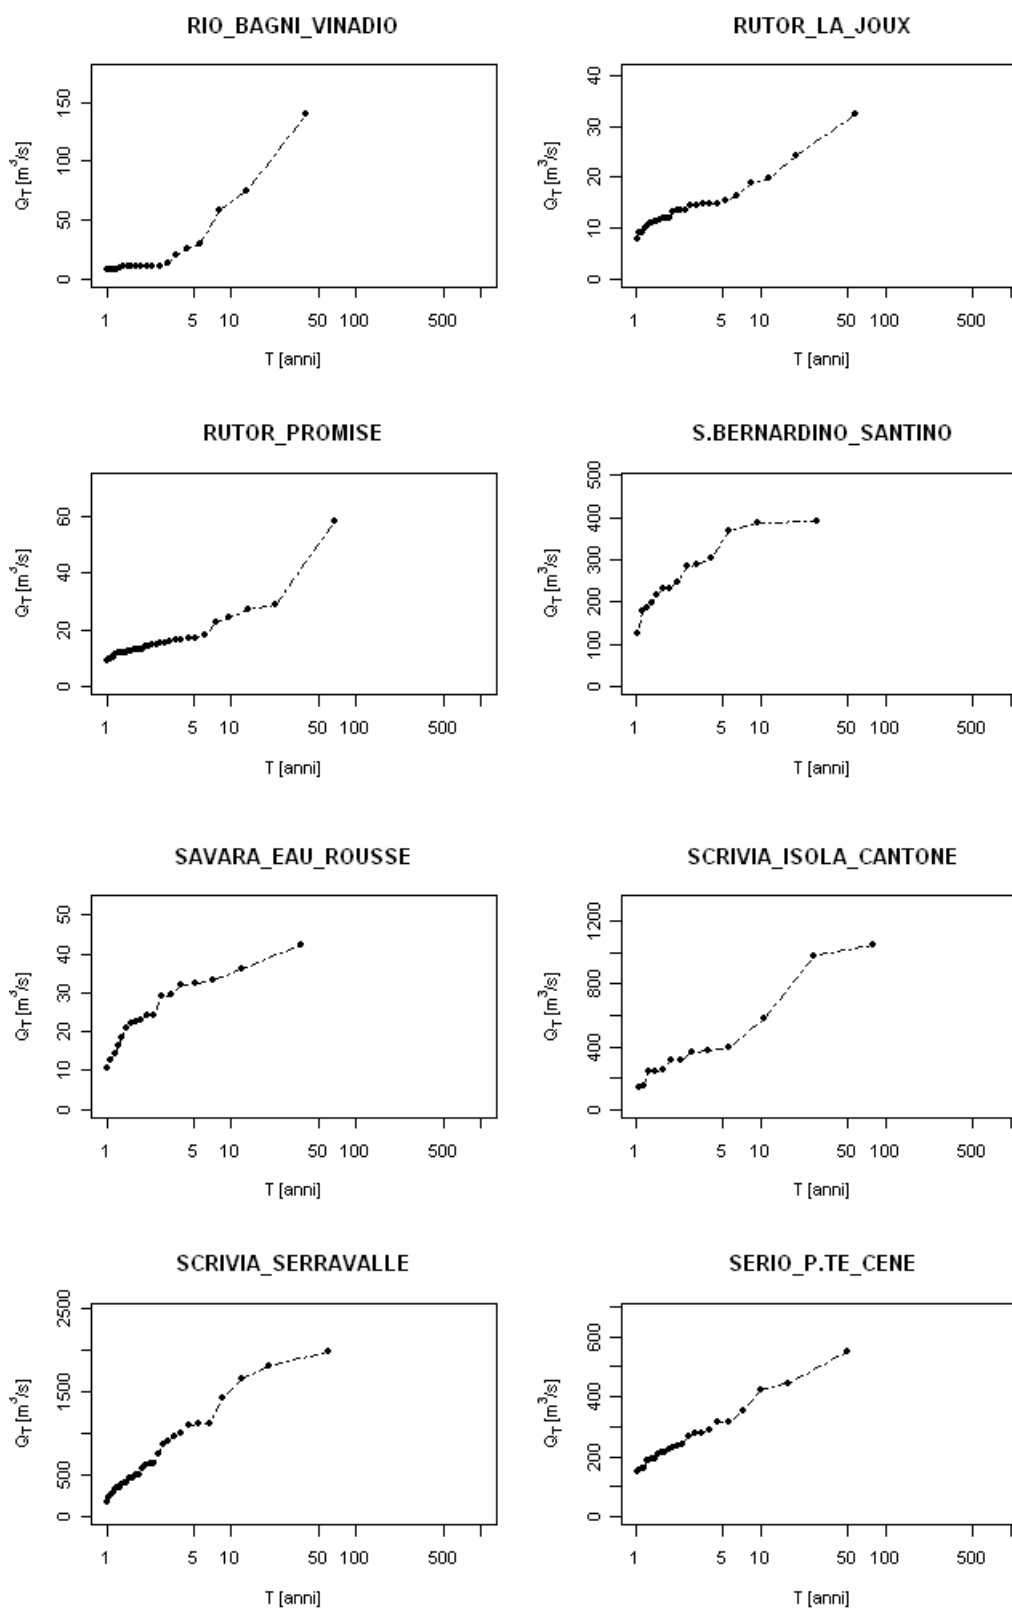 RIO_BAGNI_VINADIO
Q_T [m^3/s]
0 50 100 150
1 5 10 50 100 500
T [anni]
RUTOR_LA_JOUX
Q_T [m^3/s]
0 10 20 30 40
1 5 10 50 100 500
T [anni]
RUTOR_PROMISE
Q_T [m^3/s]
0 20 40 60
1 5 10 50 100 500
T [anni]
S.BERNARDINO_SANTINO
Q_T [m^3/s]
0 100 200 300 400 500
1 5 10 50 100 500
T [anni]
SAVARA_EAU_ROUSSE
Q_T [m^3/s]
0 10 20 30 40 50
1 5 10 50 100 500
T [anni]
SCRIVIA_ISOLA_CANTONE
Q_T [m^3/s]
0 400 800 1200
1 5 10 50 100 500
T [anni]
SCRIVIA_SERRAVALLE
Q_T [m^3/s]
0 500 1500 2500
1 5 10 50 100 500
T [anni]
SERIO_P.TE_CENE
Q_T [m^3/s]
0 200 400 600
1 5 10 50 100 500
T [anni]